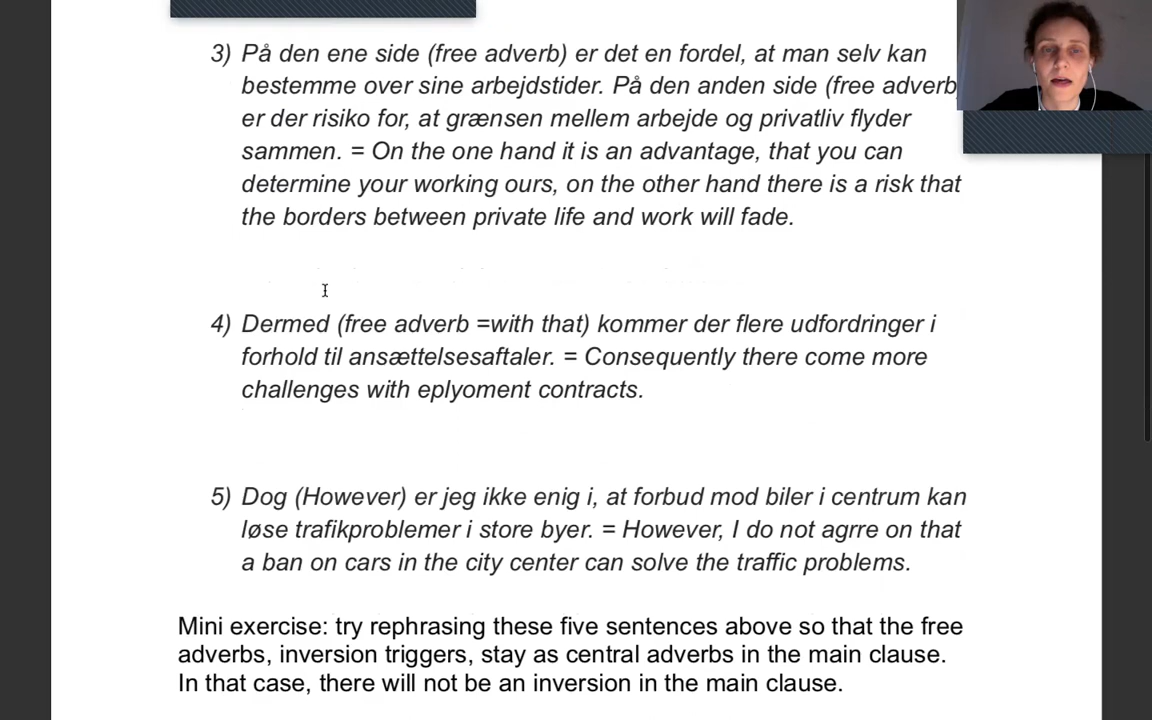 3) På den ene side (free adverb) er det en fordel, at man selv kan
bestemme over sine arbejdstider. På den anden side (free adverb
er der risiko for, at grænsen mellem arbejde og privatliv flyder
sammen. = On the one hand it is an advantage, that you can
determine your working ours, on the other hand there is a risk that
the borders between private life and work will fade.
4) Dermed (free adverb =with that) kommer der flere udfordringer i
forhold til ansættelsesaftaler. = Consequently there come more
challenges with eplyoment contracts.
5) Dog (However) er jeg ikke enig i, at forbud mod biler i centrum kan
løse trafikproblemer i store byer. = However, I do not agrre on that
a ban on cars in the city center can solve the traffic problems.
Mini exercise: try rephrasing these five sentences above so that the free
adverbs, inversion triggers, stay as central adverbs in the main clause.
In that case, there will not be an inversion in the main clause.